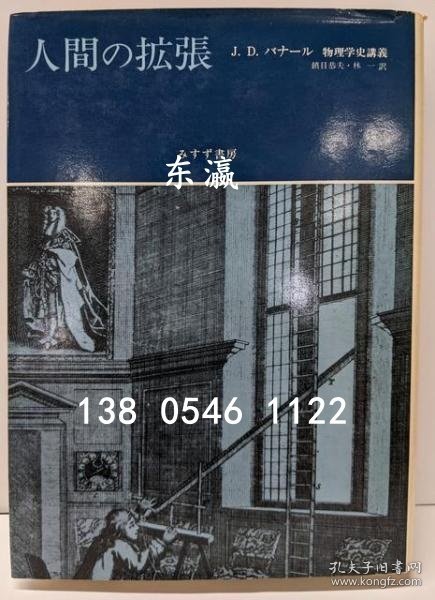 人間の拡張
J. D. バナール 物理学史講義
鎮目恭夫・林 一 訳
みすず書房
东瀛
138 0546 1122
孔夫子旧书网
www.kongfz.com